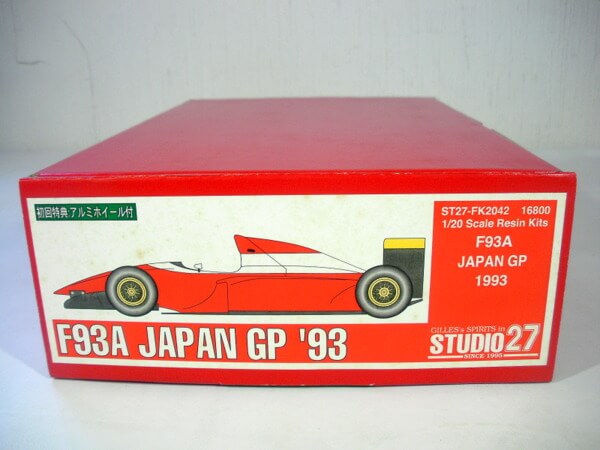 初回特典 アルミホイール付
F93A JAPAN GP '93
ST27-FK2042 16800
1/20 Scale Resin Kits
F93A
JAPAN GP
1993
GILLES's SPIRITS in
STUDIO27
SINCE 1995